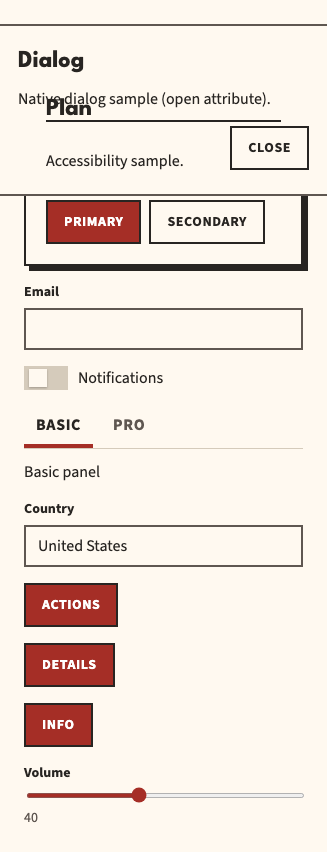 Dialog
Native dialog sample (open attribute).
Plan
CLOSE
Accessibility sample.
PRIMARY
SECONDARY
Email
Notifications
BASIC
PRO
Basic panel
Country
United States
ACTIONS
DETAILS
INFO
Volume
40